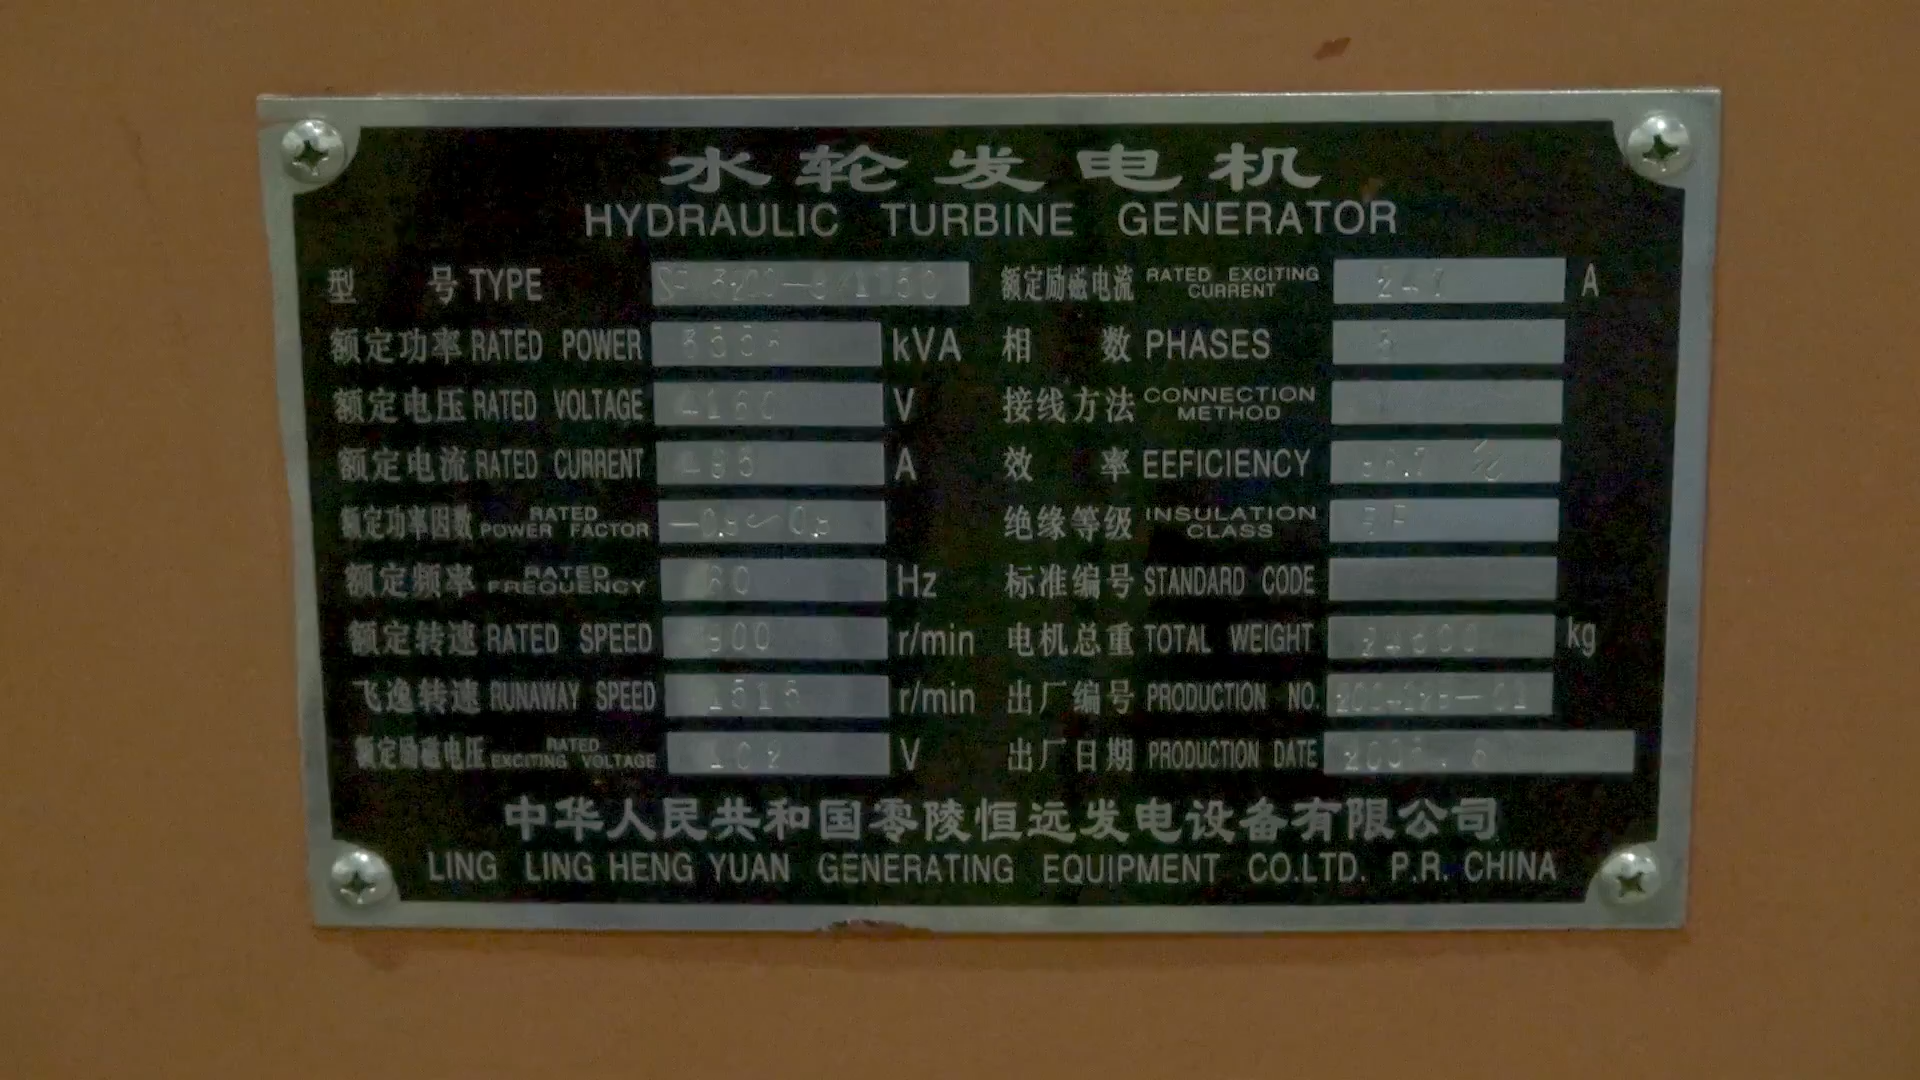 水轮发电机
HYDRAULIC TURBINE GENERATOR
型 号 TYPE
额定功率 RATED POWER kVA
额定电压 RATED VOLTAGE 4160 V
额定电流 RATED CURRENT A
额定功率因数 RATED POWER FACTOR
额定频率 RATED FREQUENCY 60 Hz
额定转速 RATED SPEED 900 r/min
飞逸转速 RUNAWAY SPEED 1515 r/min
额定励磁电压 RATED EXCITING VOLTAGE 102 V
额定励磁电流 RATED EXCITING CURRENT A
相 数 PHASES 3
接线方法 CONNECTION METHOD
效 率 EEFICIENCY
绝缘等级 INSULATION CLASS
标准编号 STANDARD CODE
电机总重 TOTAL WEIGHT kg
出厂编号 PRODUCTION NO.
出厂日期 PRODUCTION DATE
中华人民共和国零陵恒远发电设备有限公司
LING LING HENG YUAN GENERATING EQUIPMENT CO.LTD. P.R. CHINA